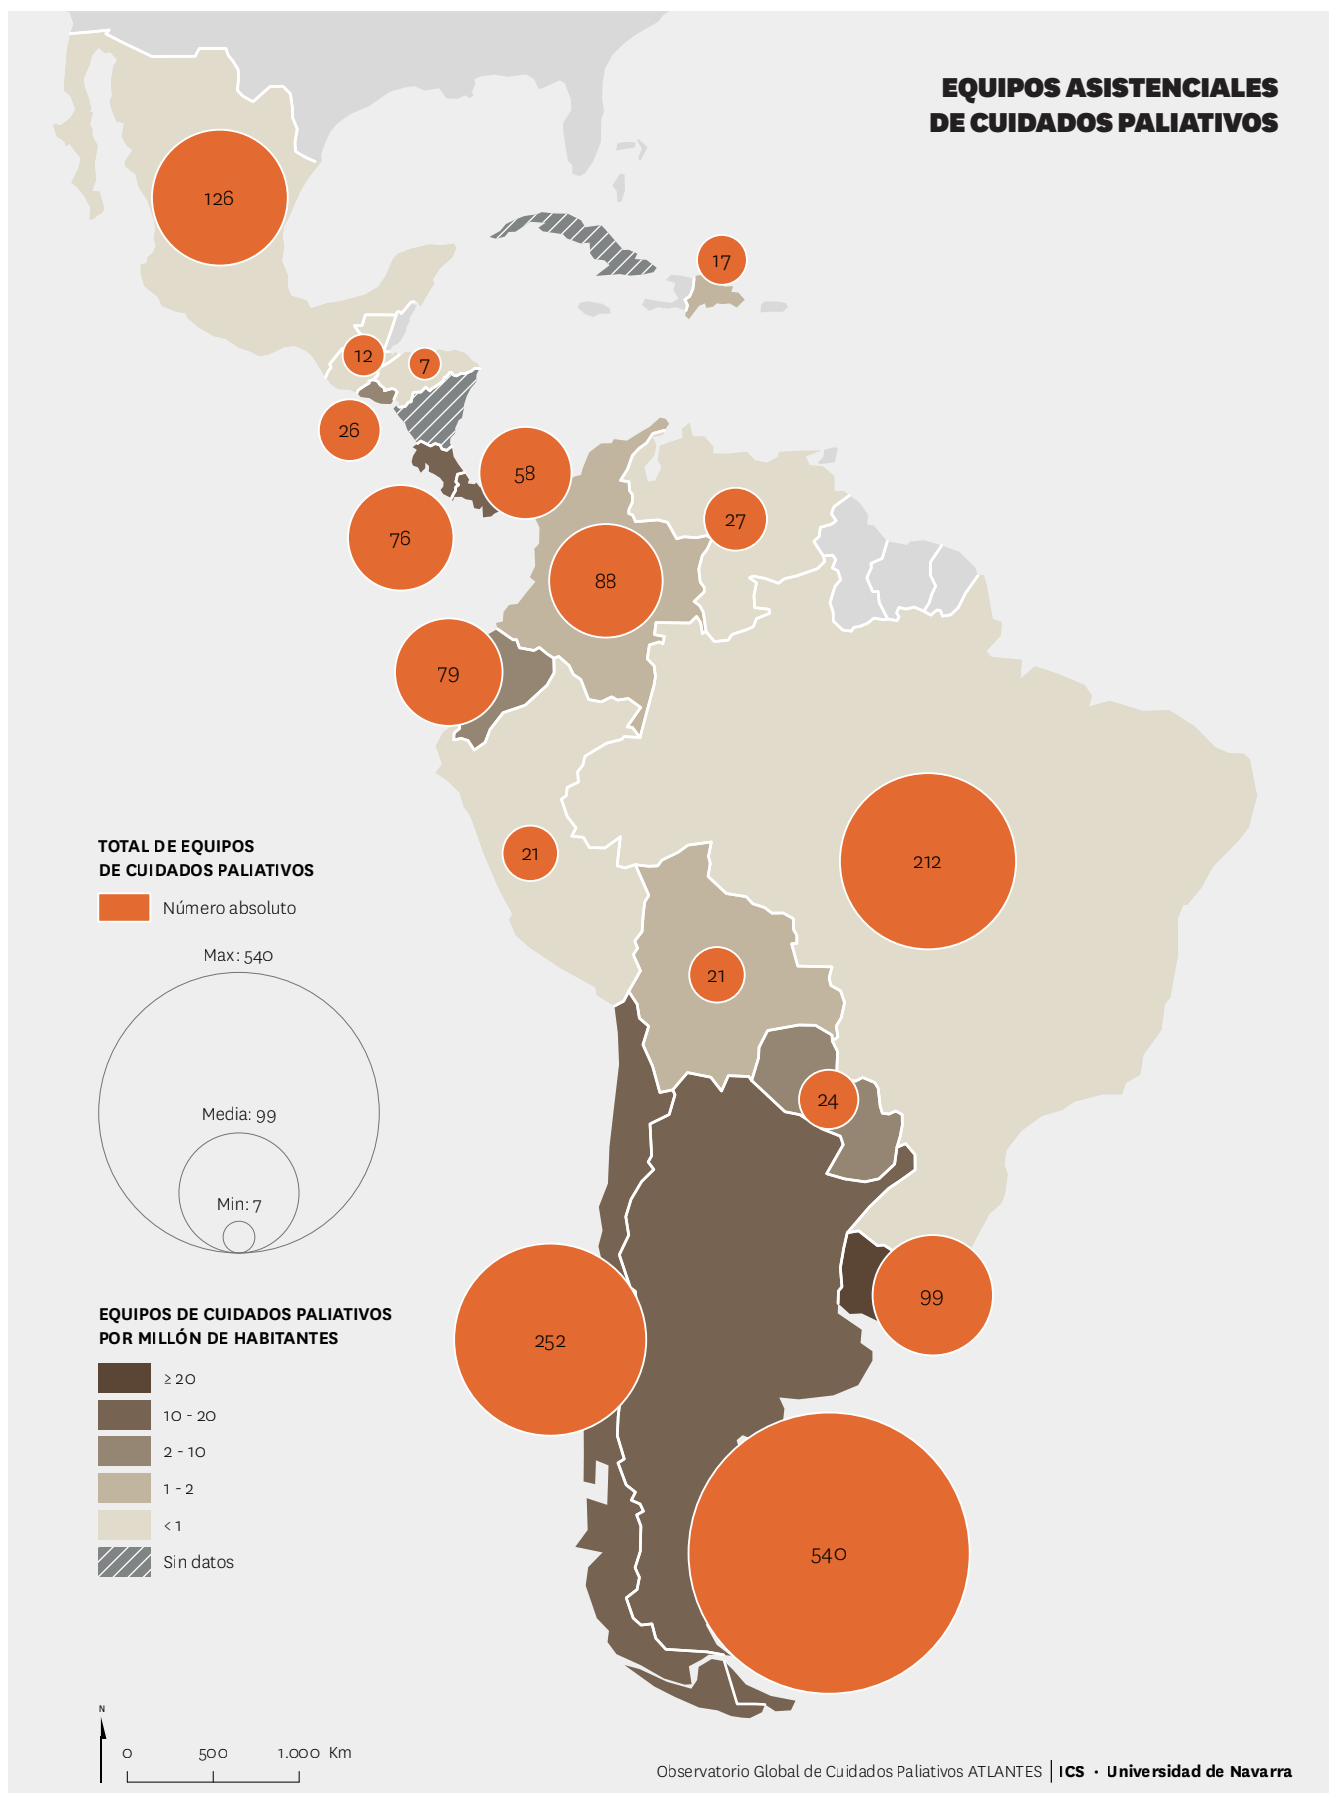 EQUIPOS ASISTENCIALES
DE CUIDADOS PALIATIVOS
126
17
12
7
26
58
76
27
88
79
21
212
21
24
99
252
540
TOTAL DE EQUIPOS
DE CUIDADOS PALIATIVOS
Número absoluto
Max: 540
Media: 99
Min: 7
EQUIPOS DE CUIDADOS PALIATIVOS
POR MILLÓN DE HABITANTES
≥ 20
10 - 20
2 - 10
1 - 2
< 1
Sin datos
N
0 500 1.000 Km
Observatorio Global de Cuidados Paliativos ATLANTES | ICS · Universidad de Navarra